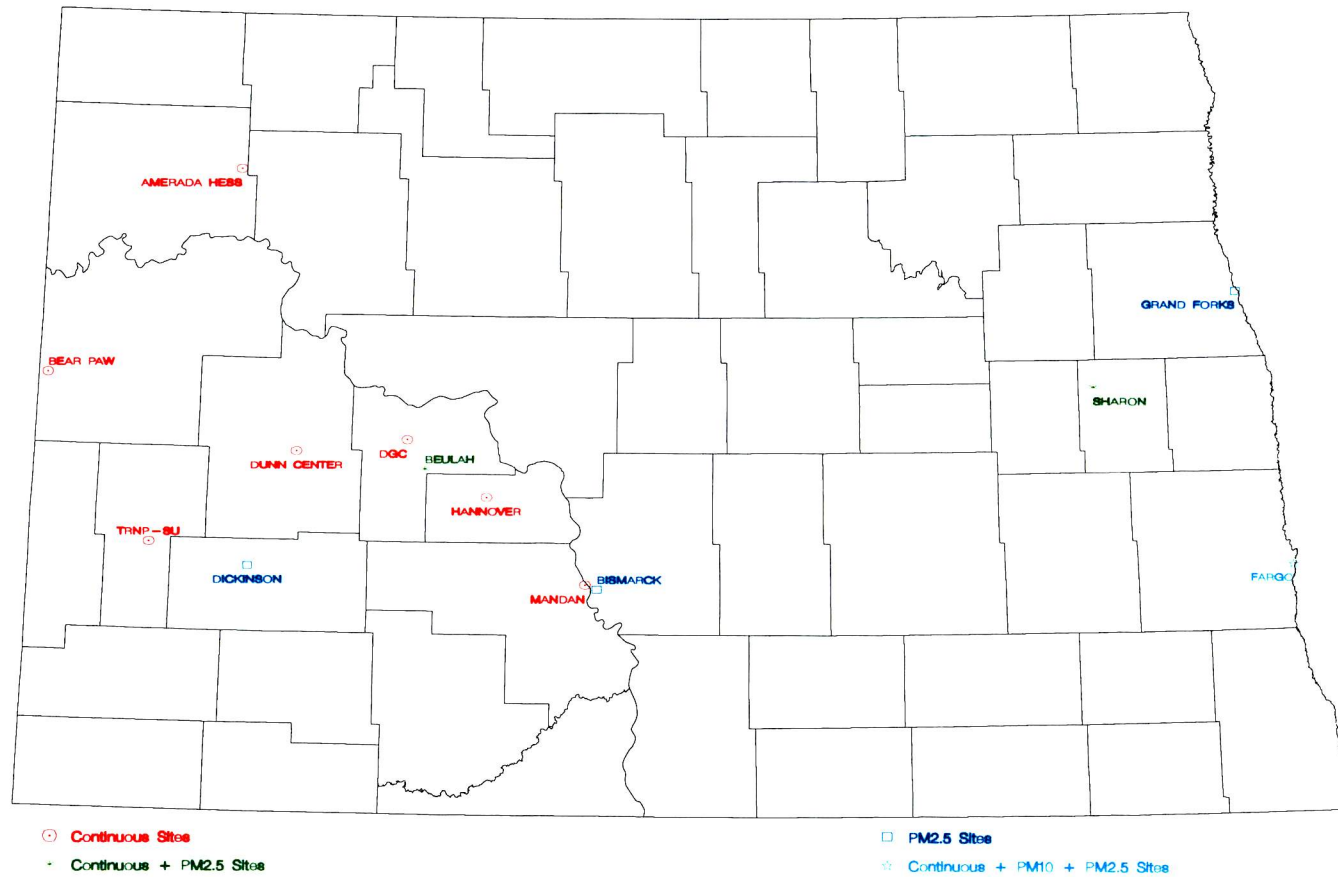 AMERADA HESS
GRAND FORKS
BEAR PAW
SHARON
DGC
BEULAH
DUNN CENTER
HANNOVER
TRNP-SU
DICKINSON
BISMARCK
FARGO
MANDAN
Continuous Sites
PM2.5 Sites
Continuous + PM2.5 Sites
Continuous + PM10 + PM2.5 Sites